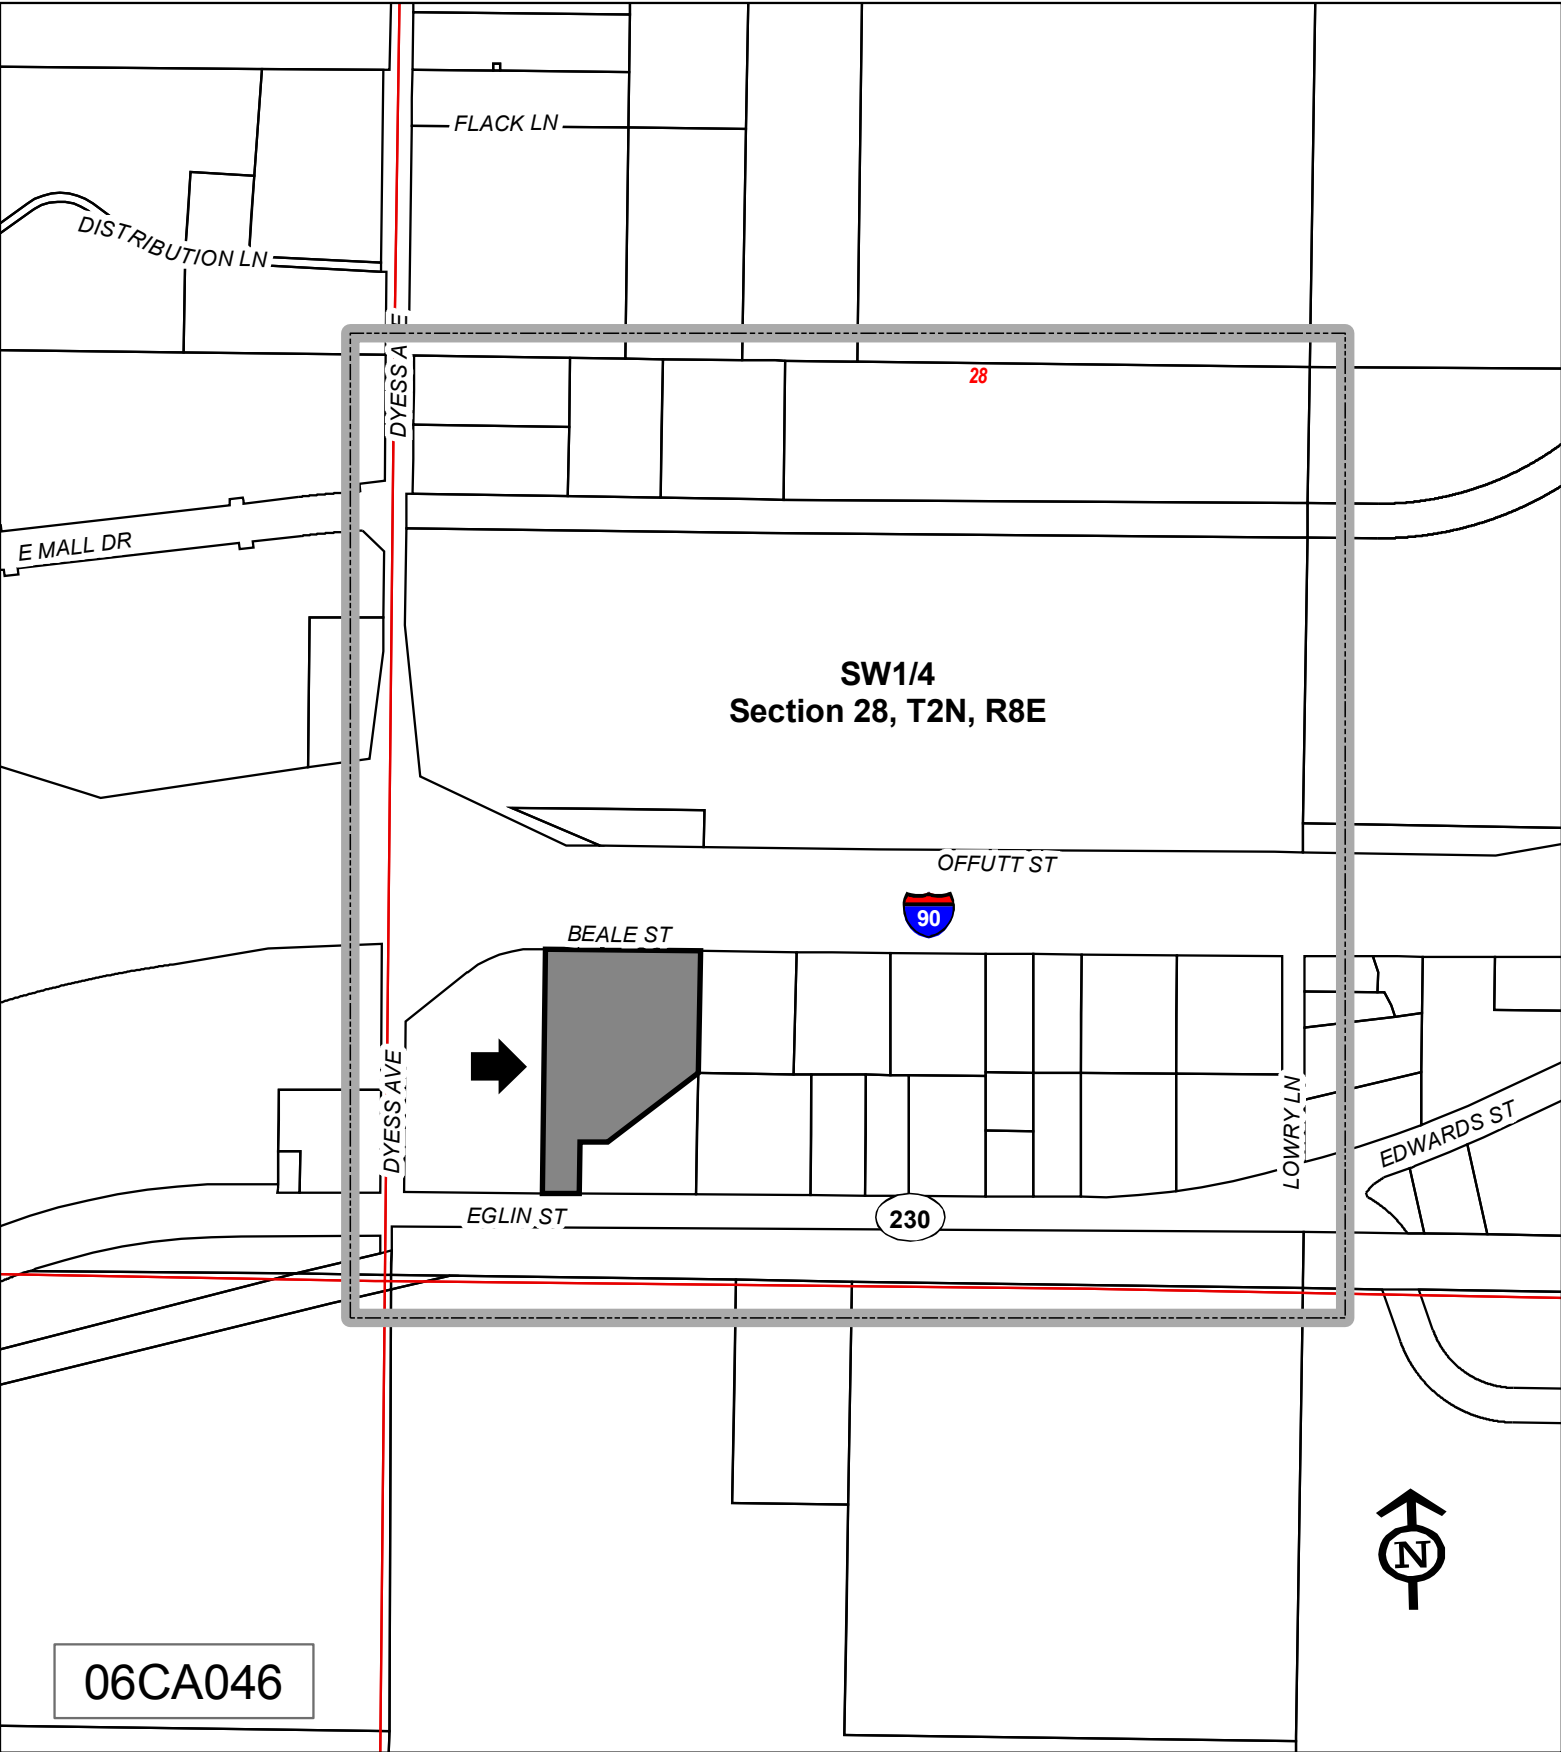 FLACK LN
DISTRIBUTION LN
DYESS A E
28
E MALL DR
SW1/4
Section 28, T2N, R8E
OFFUTT ST
90
BEALE ST
DYESS AVE
LOWRY LN
EDWARDS ST
EGLIN ST
230
N
06CA046